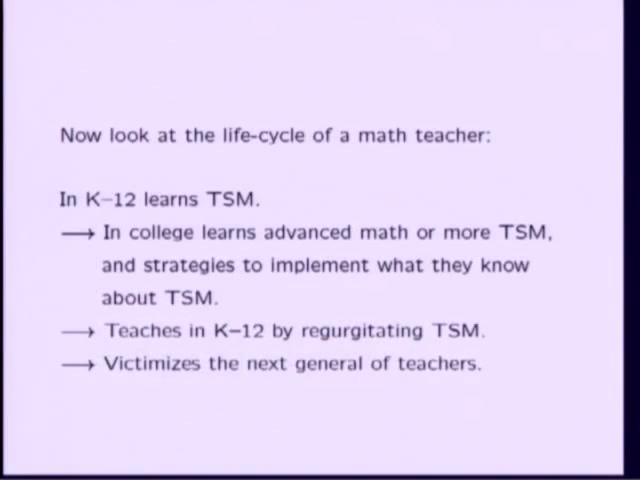 Now look at the life-cycle of a math teacher:
In K–12 learns TSM.
→ In college learns advanced math or more TSM,
and strategies to implement what they know
about TSM.
→ Teaches in K–12 by regurgitating TSM.
→ Victimizes the next general of teachers.